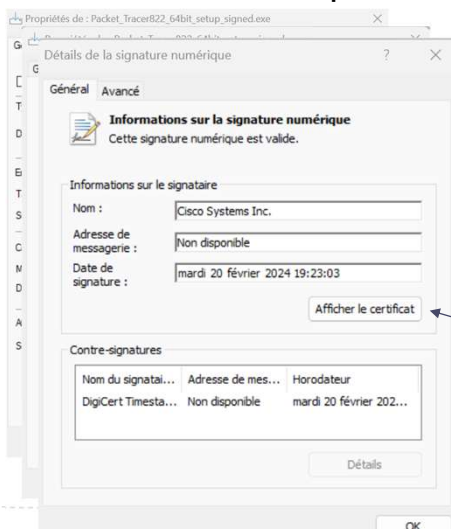 Propriétés de : Packet_Tracer822_64bit_setup_signed.exe
Détails de la signature numérique
Général Avancé
Informations sur la signature numérique
Cette signature numérique est valide.
Informations sur le signataire
Nom : Cisco Systems Inc.
Adresse de messagerie : Non disponible
Date de signature : mardi 20 février 2024 19:23:03
Afficher le certificat
Contre-signatures
Nom du signatai... Adresse de mes... Horodateur
DigiCert Timesta... Non disponible mardi 20 février 202...
Détails
OK